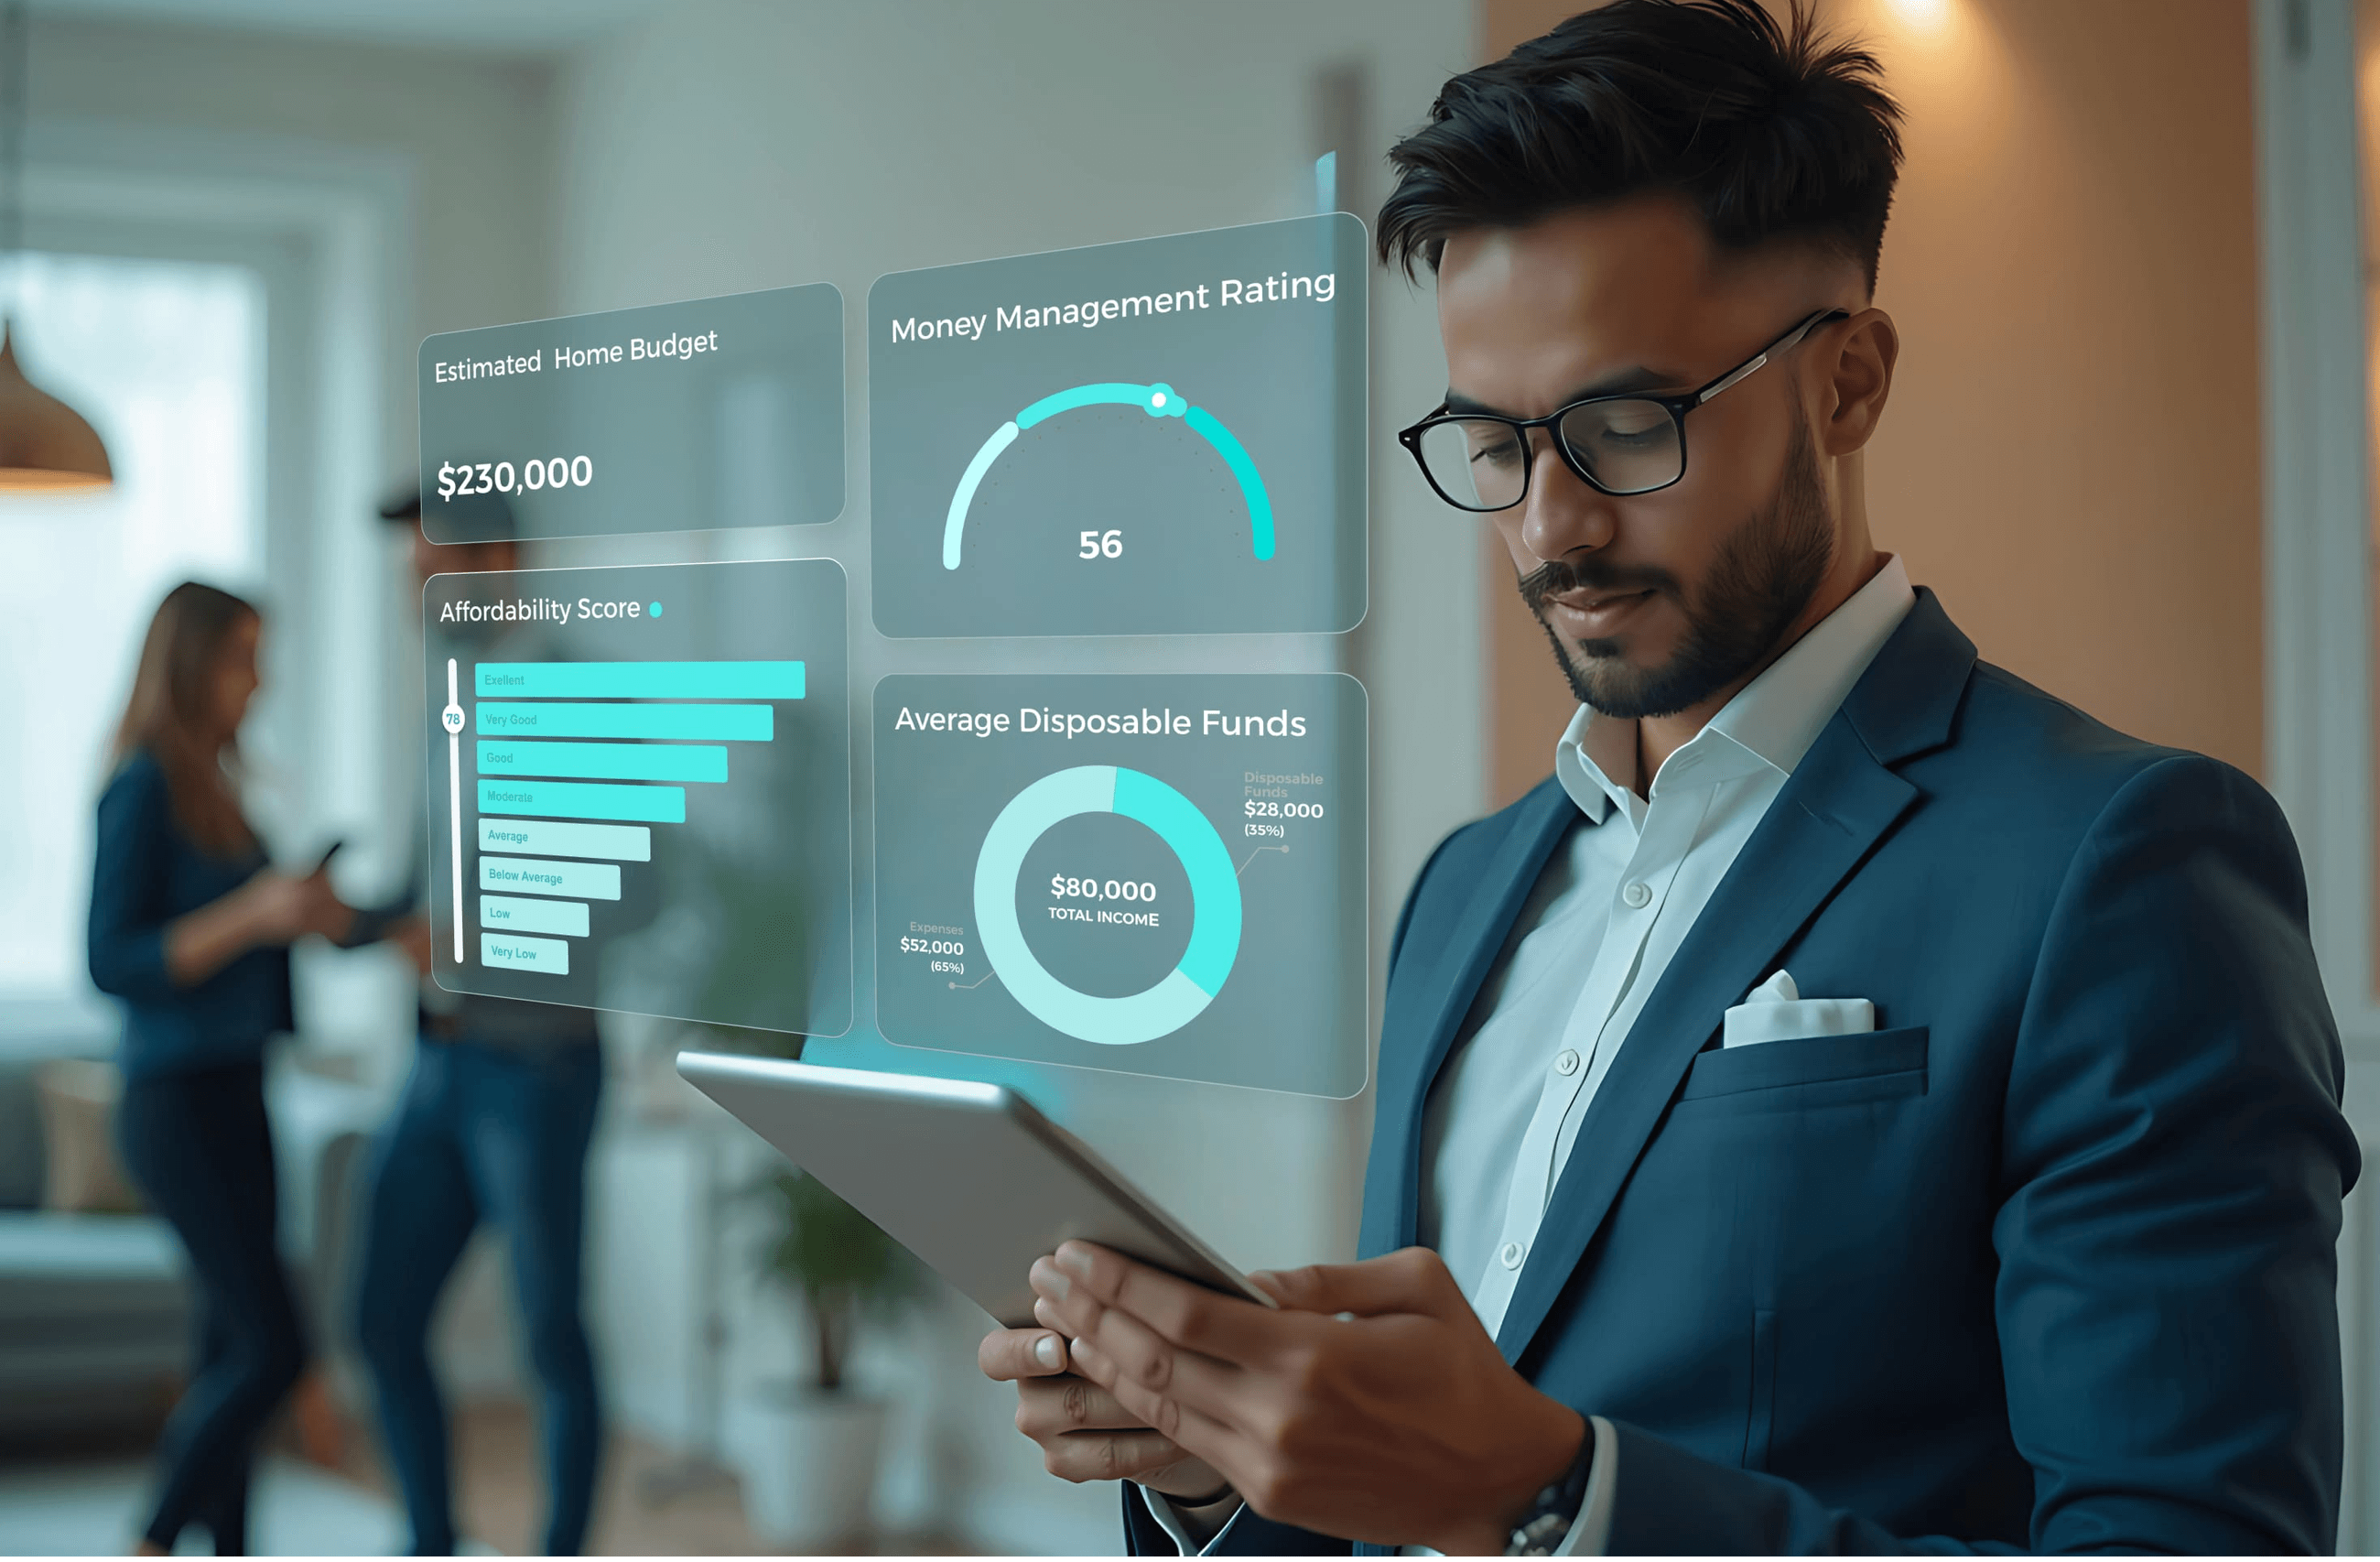 Estimated Home Budget
$230,000
Money Management Rating
56
Affordability Score
78
Exellent
Very Good
Good
Moderate
Average
Below Average
Low
Very Low
Average Disposable Funds
Disposable
Funds
$28,000
(35%)
$80,000
TOTAL INCOME
Expenses
$52,000
(65%)